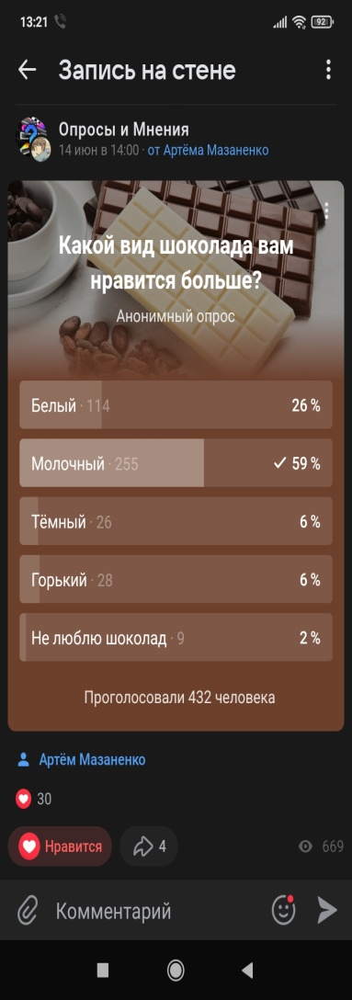 13:21
92
Запись на стене
Опросы и Мнения
14 июн в 14:00 · от Артёма Мазаненко
Какой вид шоколада вам
нравится больше?
Анонимный опрос
Белый · 114 26 %
Молочный · 255 59 %
Тёмный · 26 6 %
Горький · 28 6 %
Не люблю шоколад · 9 2 %
Проголосовали 432 человека
Артём Мазаненко
30
Нравится 4 669
Комментарий